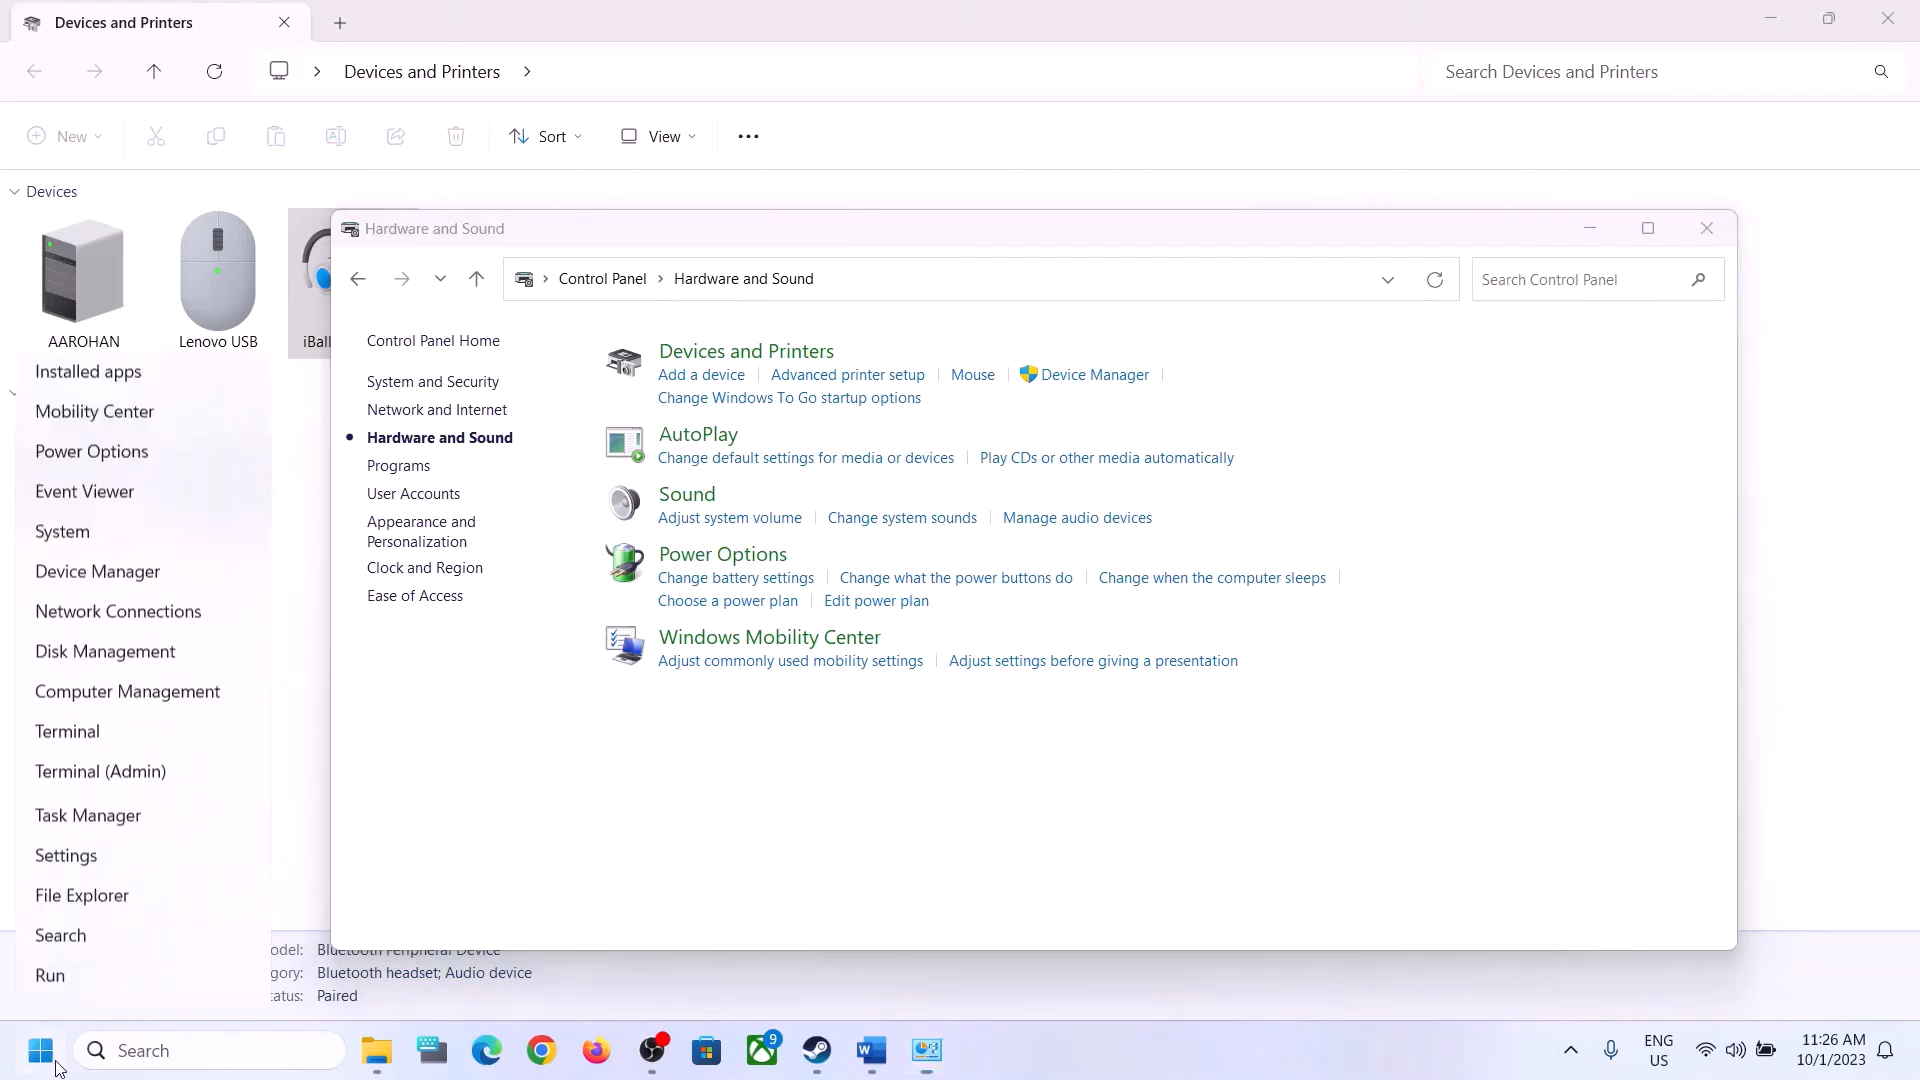 Devices and Printers
Devices and Printers
Search Devices and Printers
New
Sort
View
Devices
AAROHAN
Lenovo USB
iBall
Hardware and Sound
Control Panel
Hardware and Sound
Search Control Panel
Control Panel Home
System and Security
Network and Internet
Hardware and Sound
Programs
User Accounts
Appearance and
Personalization
Clock and Region
Ease of Access
Devices and Printers
Add a device
Advanced printer setup
Mouse
Device Manager
Change Windows To Go startup options
AutoPlay
Change default settings for media or devices
Play CDs or other media automatically
Sound
Adjust system volume
Change system sounds
Manage audio devices
Power Options
Change battery settings
Change what the power buttons do
Change when the computer sleeps
Choose a power plan
Edit power plan
Windows Mobility Center
Adjust commonly used mobility settings
Adjust settings before giving a presentation
Installed apps
Mobility Center
Power Options
Event Viewer
System
Device Manager
Network Connections
Disk Management
Computer Management
Terminal
Terminal (Admin)
Task Manager
Settings
File Explorer
Search
Run
odel: Bluetooth Peripheral Device
gory: Bluetooth headset; Audio device
tatus: Paired
Search
9
ENG
US
11:26 AM
10/1/2023